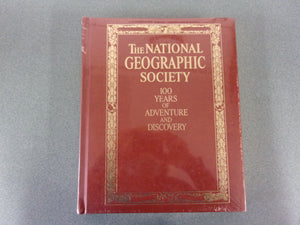 THE NATIONAL
GEOGRAPHIC
SOCIETY
100
YEARS
OF
ADVENTURE
AND
DISCOVERY